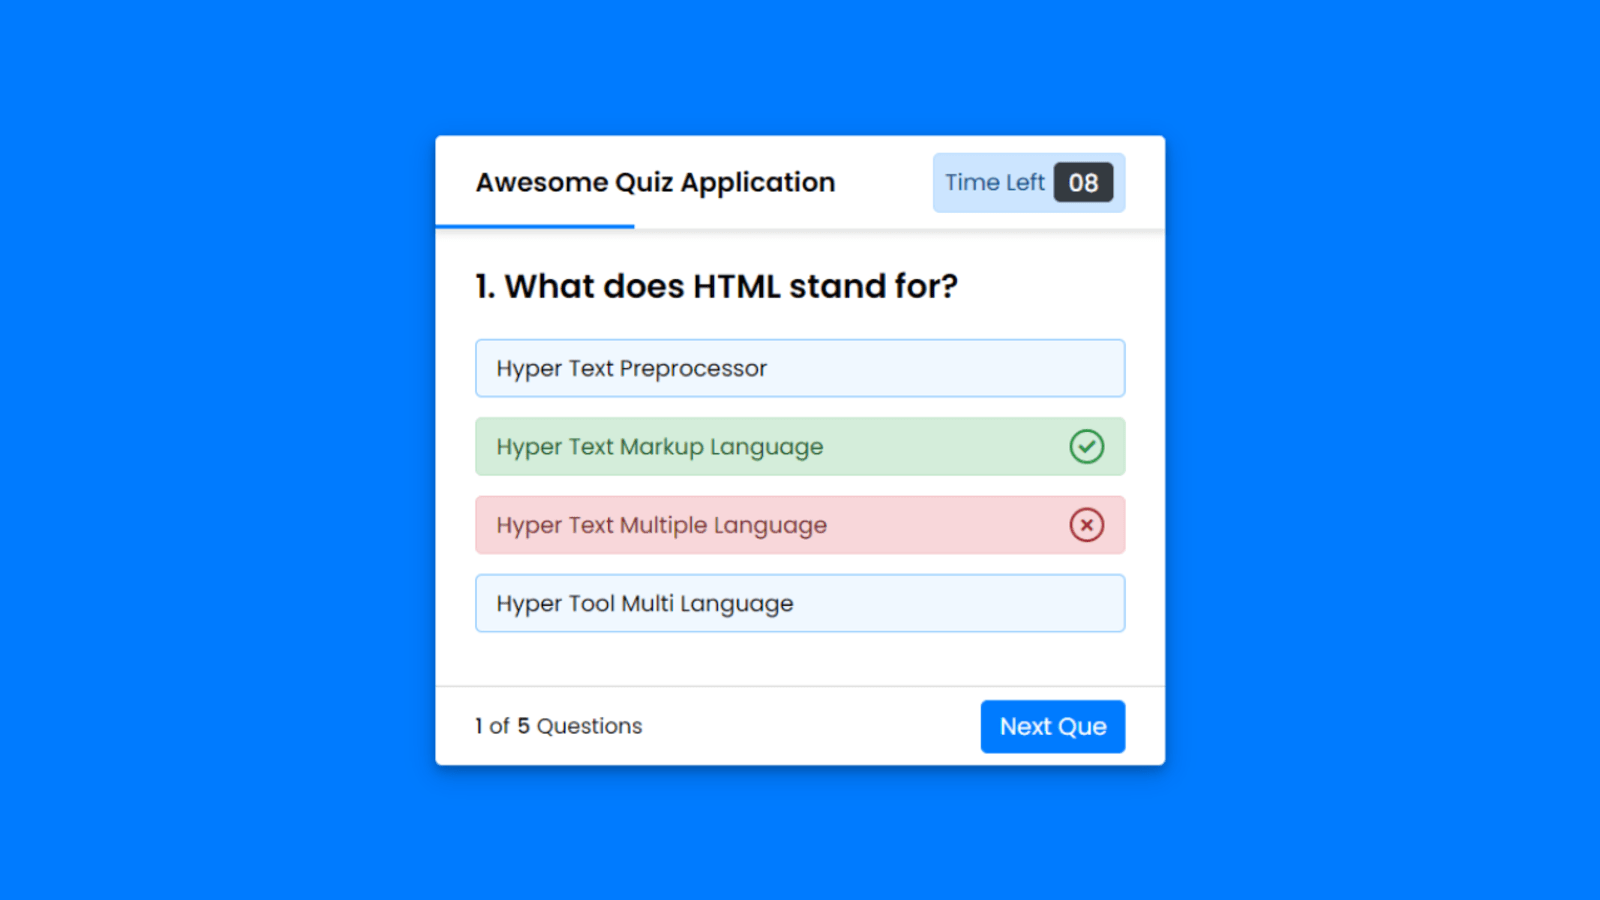 Awesome Quiz Application
Time Left 08
1. What does HTML stand for?
Hyper Text Preprocessor
Hyper Text Markup Language
Hyper Text Multiple Language
Hyper Tool Multi Language
1 of 5 Questions
Next Que